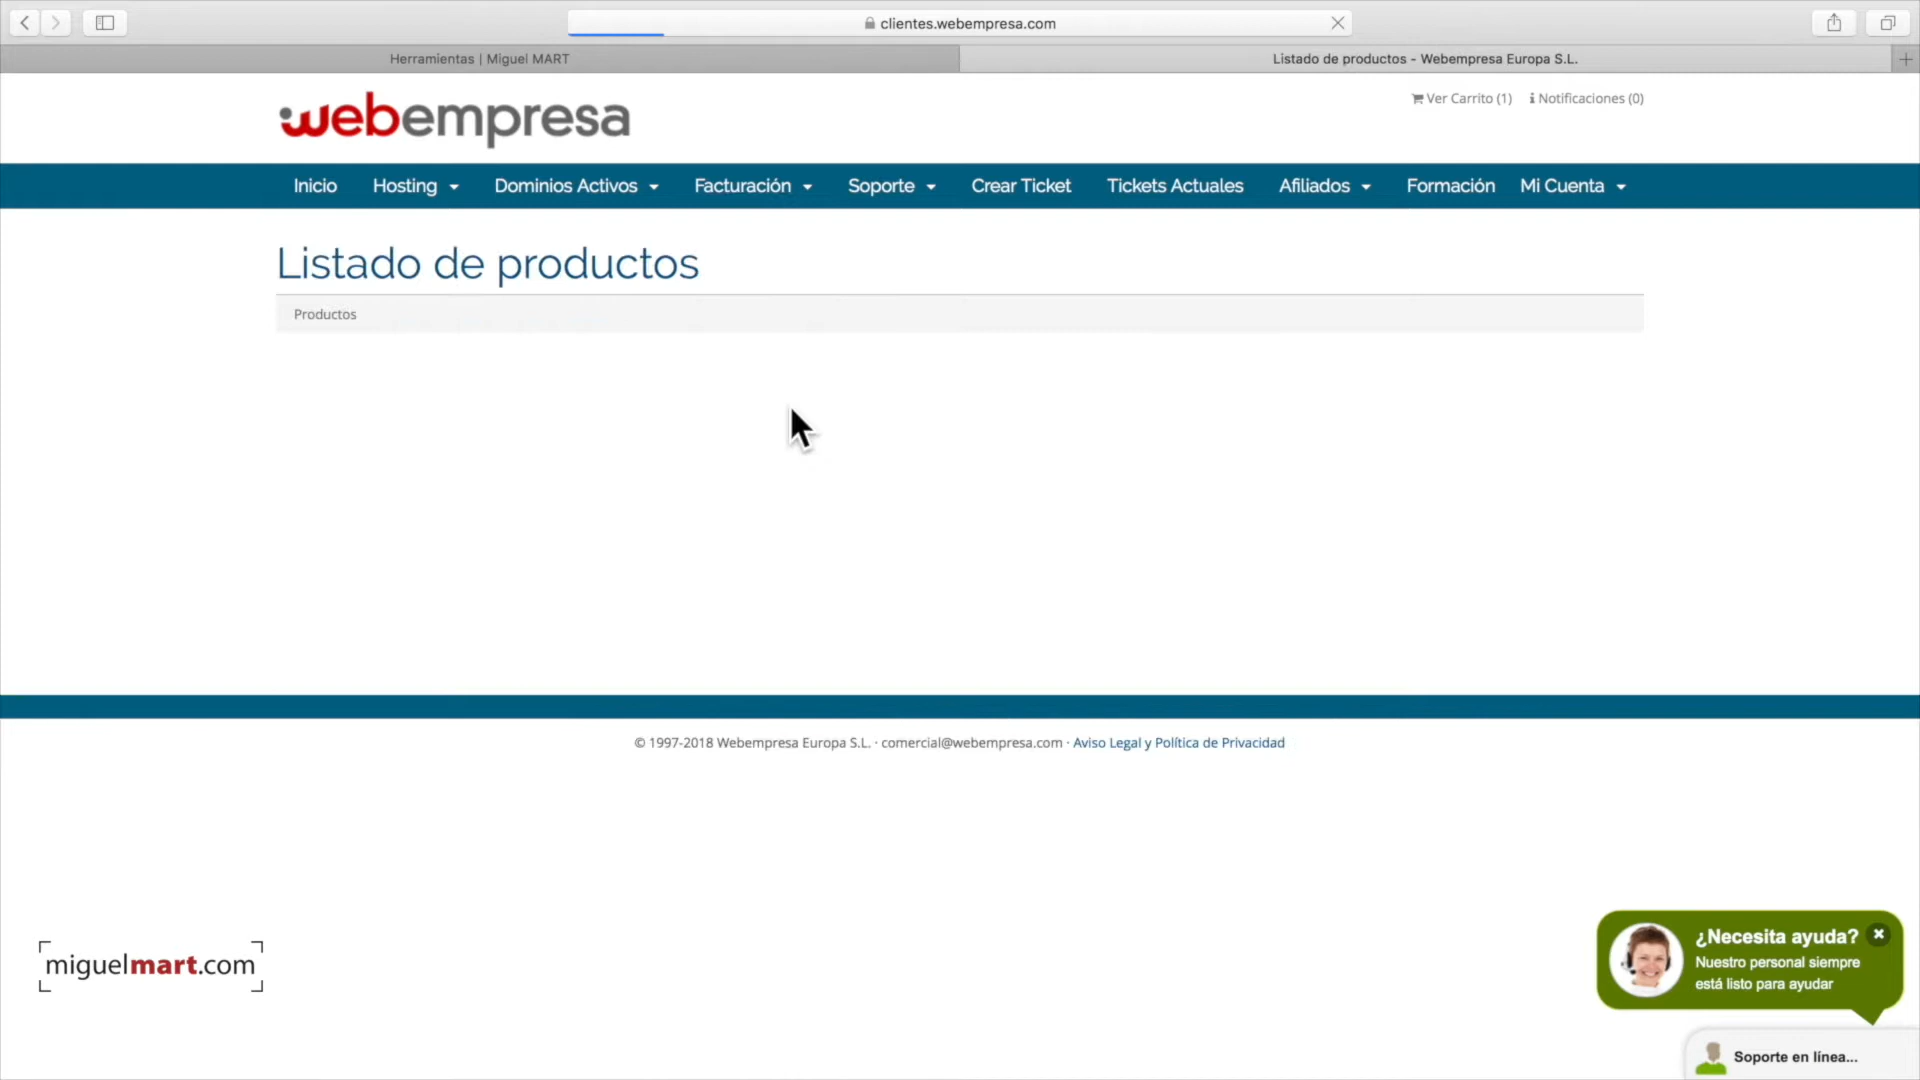 clientes.webempresa.com
Herramientas | Miguel MART
Listado de productos - Webempresa Europa S.L.
webempresa
Ver Carrito (1)
Notificaciones (0)
Inicio
Hosting
Dominios Activos
Facturación
Soporte
Crear Ticket
Tickets Actuales
Afiliados
Formación
Mi Cuenta
Listado de productos
Productos
© 1997-2018 Webempresa Europa S.L. · comercial@webempresa.com · Aviso Legal y Política de Privacidad
¿Necesita ayuda?
Nuestro personal siempre
está listo para ayudar
miguelmart.com
Soporte en línea...